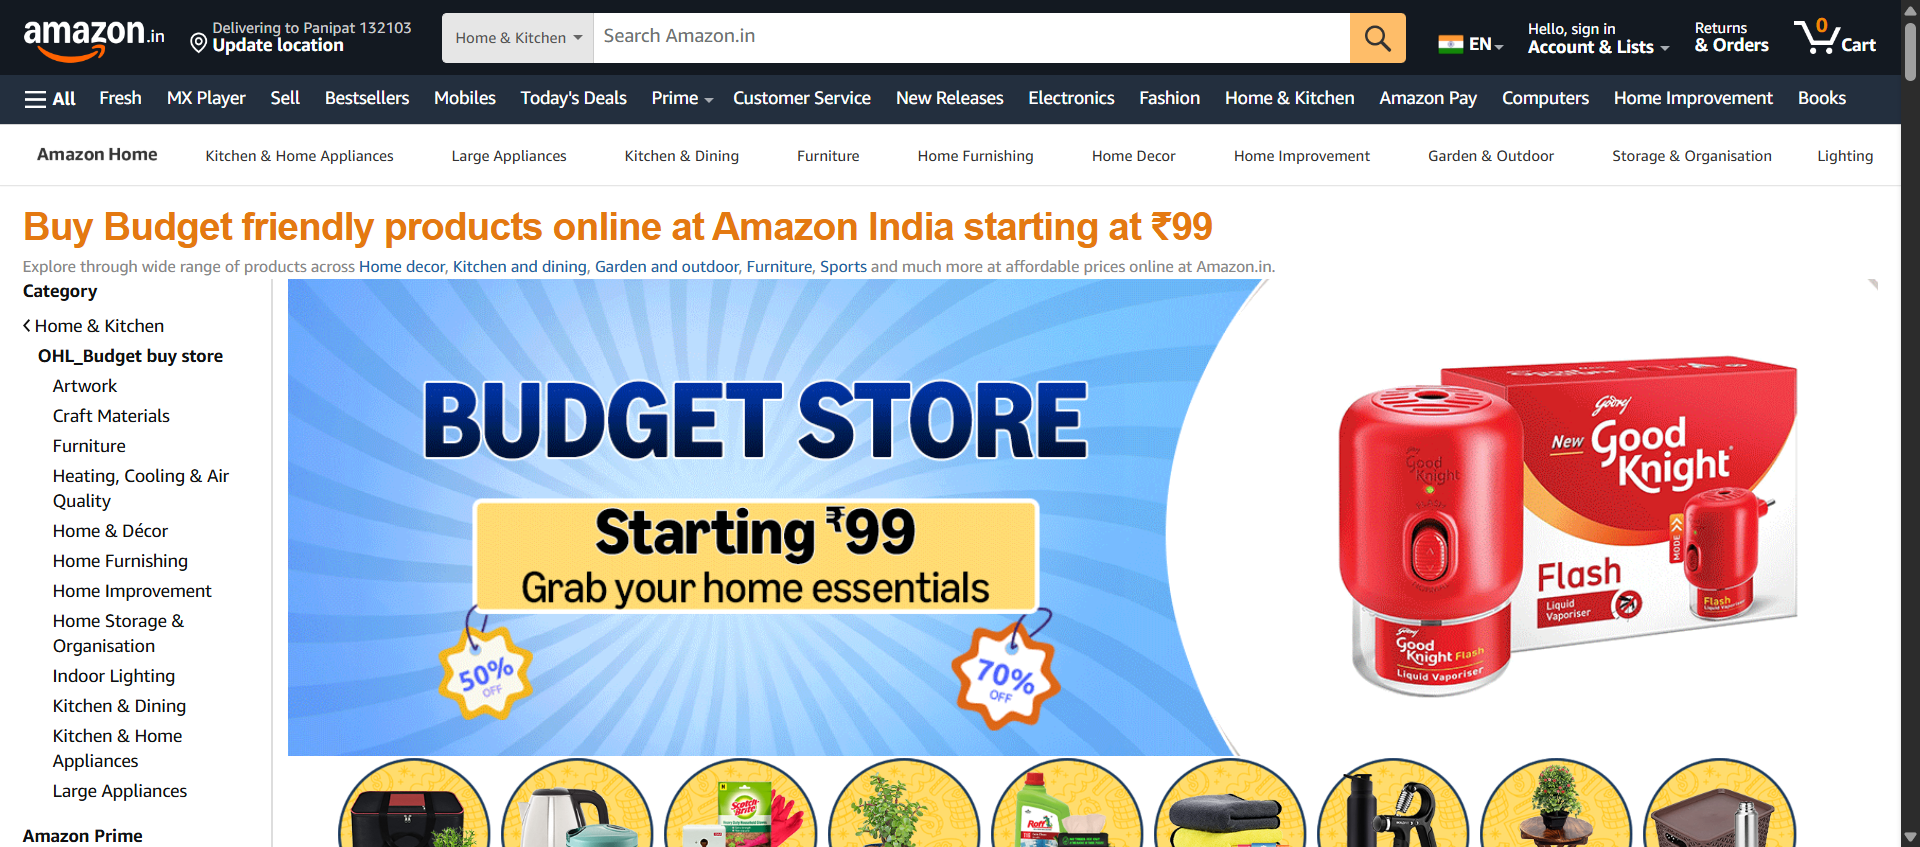 amazon.in
Delivering to Panipat 132103
Update location
Home & Kitchen
Search Amazon.in
EN
Hello, sign in
Account & Lists
Returns
& Orders
0
Cart
All
Fresh
MX Player
Sell
Bestsellers
Mobiles
Today's Deals
Prime
Customer Service
New Releases
Electronics
Fashion
Home & Kitchen
Amazon Pay
Computers
Home Improvement
Books
Amazon Home
Kitchen & Home Appliances
Large Appliances
Kitchen & Dining
Furniture
Home Furnishing
Home Decor
Home Improvement
Garden & Outdoor
Storage & Organisation
Lighting
Buy Budget friendly products online at Amazon India starting at ₹99
Explore through wide range of products across Home decor, Kitchen and dining, Garden and outdoor, Furniture, Sports and much more at affordable prices online at Amazon.in.
Category
Home & Kitchen
OHL_Budget buy store
Artwork
Craft Materials
Furniture
Heating, Cooling & Air
Quality
Home & Décor
Home Furnishing
Home Improvement
Home Storage &
Organisation
Indoor Lighting
Kitchen & Dining
Kitchen & Home
Appliances
Large Appliances
Amazon Prime
BUDGET STORE
Starting ₹99
Grab your home essentials
50%
OFF
70%
OFF
Good
Knight
Godrej
Good
Knight Flash
Liquid Vaporiser
Godrej
New Good
Knight
MODE
Flash
Liquid
Vaporiser
Flash
Liquid Vaporiser
Scotch
Brite
Roff